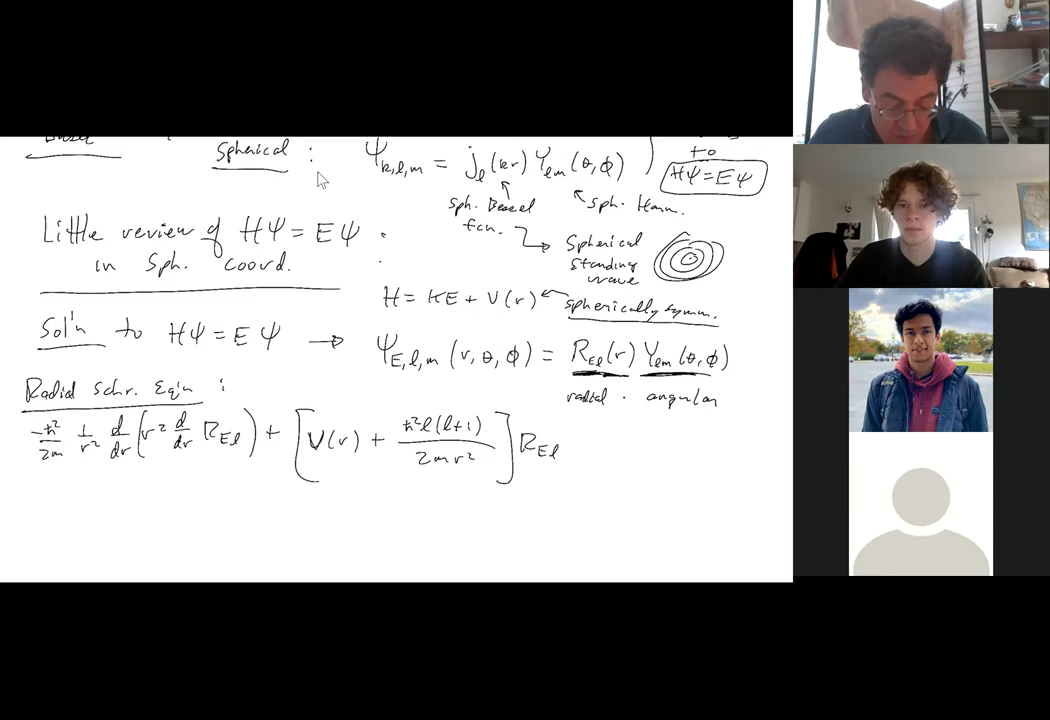 Spherical : Ψk,l,m = jl(kr) Ylm(θ,ϕ) ) to
HΨ=EΨ
sph. Bessel fcn.
sph. Harm.
Spherical standing wave
Little review of HΨ = EΨ :
in Sph. coord.
H = KE + V(r) ← spherically symm.
Sol'n to HΨ = EΨ → ΨE,l,m (r, θ, ϕ) = REl(r) Ylm(θ,ϕ)
radial · angular
Radial Schr. Eq'n :
-ħ²/2m 1/r² d/dr (r² d/dr REl) + [V(r) + ħ²l(l+1)/2mr²] REl